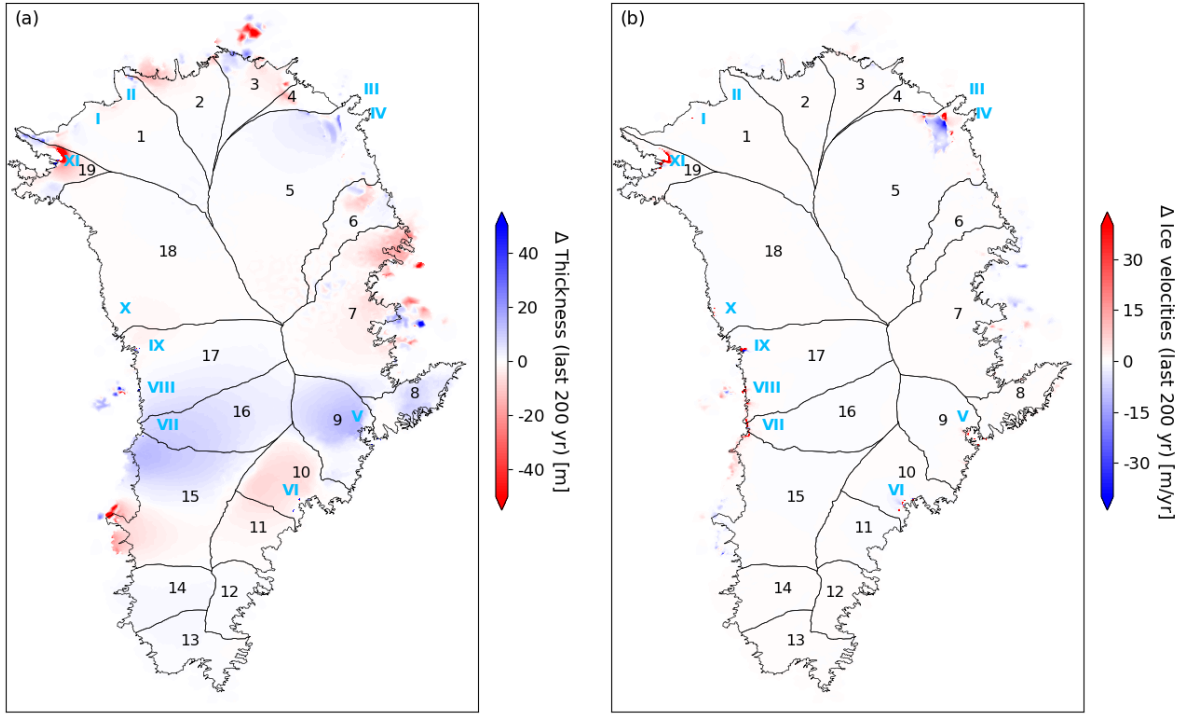 (a)
III
3
2
II
4
IV
I
1
XI
19
5
6
18
X
7
IX
17
VIII
8
16
V
9
VII
10
VI
15
11
14
12
13
40
20
0
-20
-40
Δ Thickness (last 200 yr) [m]
(b)
III
3
II
4
2
IV
I
1
XI
19
5
6
18
X
7
IX
17
VIII
8
16
V
9
VII
10
VI
15
11
14
12
13
30
15
0
-15
-30
Δ Ice velocities (last 200 yr) [m/yr]